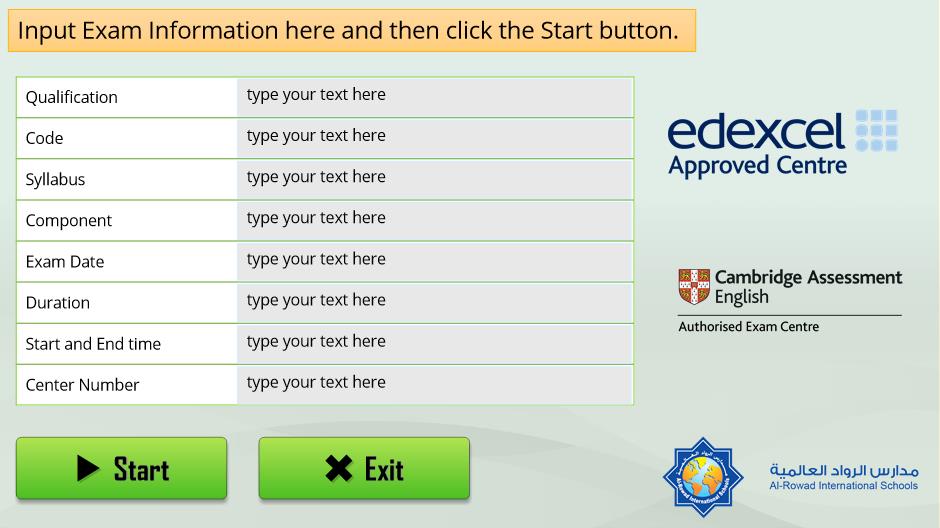 Input Exam Information here and then click the Start button.
Qualification type your text here
Code type your text here
Syllabus type your text here
Component type your text here
Exam Date type your text here
Duration type your text here
Start and End time type your text here
Center Number type your text here
edexcel
Approved Centre
Cambridge Assessment
English
Authorised Exam Centre
Start
Exit
مدارس الرواد العالمية
Al-Rowad International Schools
مدارس الرواد العالمية
Al-Rowad International Schools